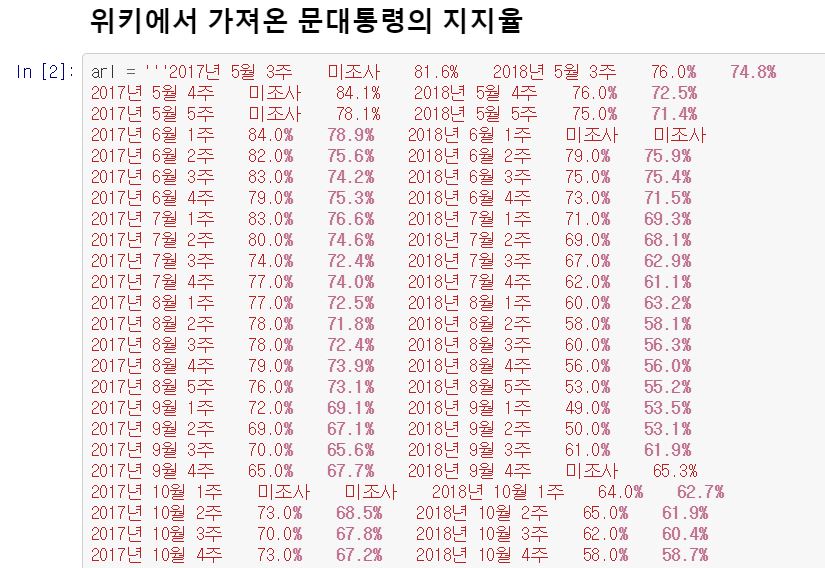 위키에서 가져온 문대통령의 지지율
In [2]: arl = '''2017년 5월 3주 미조사 81.6% 2018년 5월 3주 76.0% 74.8%
2017년 5월 4주 미조사 84.1% 2018년 5월 4주 76.0% 72.5%
2017년 5월 5주 미조사 78.1% 2018년 5월 5주 75.0% 71.4%
2017년 6월 1주 84.0% 78.9% 2018년 6월 1주 미조사 미조사
2017년 6월 2주 82.0% 75.6% 2018년 6월 2주 79.0% 75.9%
2017년 6월 3주 83.0% 74.2% 2018년 6월 3주 75.0% 75.4%
2017년 6월 4주 79.0% 75.3% 2018년 6월 4주 73.0% 71.5%
2017년 7월 1주 83.0% 76.6% 2018년 7월 1주 71.0% 69.3%
2017년 7월 2주 80.0% 74.6% 2018년 7월 2주 69.0% 68.1%
2017년 7월 3주 74.0% 72.4% 2018년 7월 3주 67.0% 62.9%
2017년 7월 4주 77.0% 74.0% 2018년 7월 4주 62.0% 61.1%
2017년 8월 1주 77.0% 72.5% 2018년 8월 1주 60.0% 63.2%
2017년 8월 2주 78.0% 71.8% 2018년 8월 2주 58.0% 58.1%
2017년 8월 3주 78.0% 72.4% 2018년 8월 3주 60.0% 56.3%
2017년 8월 4주 79.0% 73.9% 2018년 8월 4주 56.0% 56.0%
2017년 8월 5주 76.0% 73.1% 2018년 8월 5주 53.0% 55.2%
2017년 9월 1주 72.0% 69.1% 2018년 9월 1주 49.0% 53.5%
2017년 9월 2주 69.0% 67.1% 2018년 9월 2주 50.0% 53.1%
2017년 9월 3주 70.0% 65.6% 2018년 9월 3주 61.0% 61.9%
2017년 9월 4주 65.0% 67.7% 2018년 9월 4주 미조사 65.3%
2017년 10월 1주 미조사 미조사 2018년 10월 1주 64.0% 62.7%
2017년 10월 2주 73.0% 68.5% 2018년 10월 2주 65.0% 61.9%
2017년 10월 3주 70.0% 67.8% 2018년 10월 3주 62.0% 60.4%
2017년 10월 4주 73.0% 67.2% 2018년 10월 4주 58.0% 58.7%